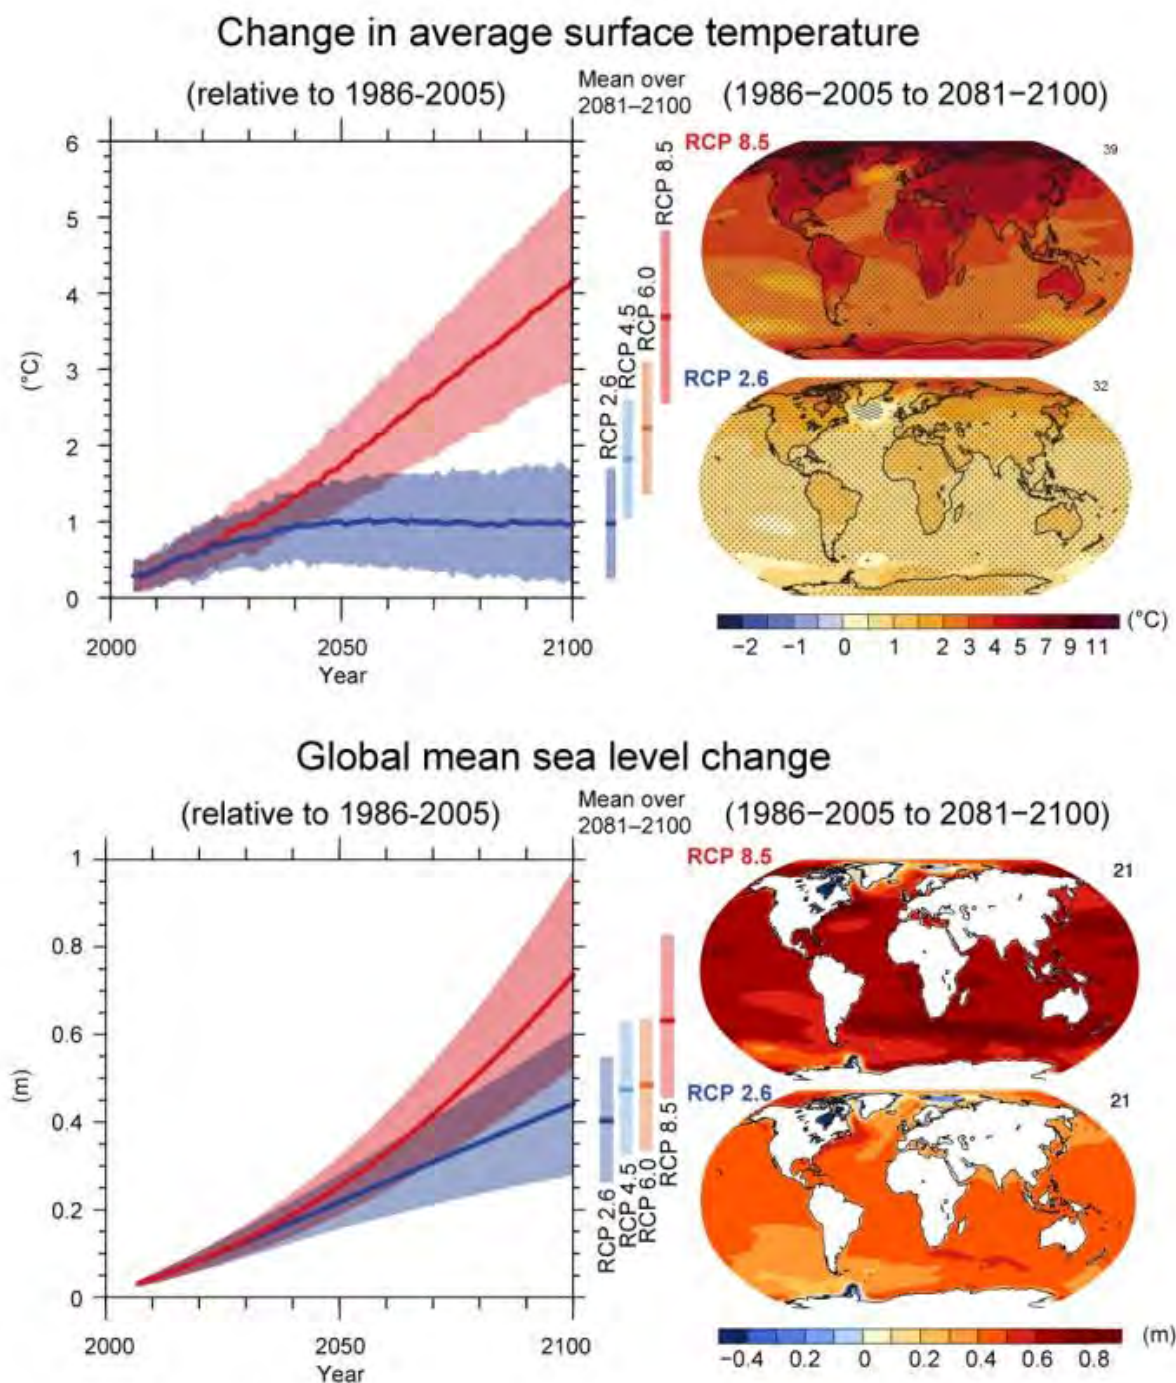 Change in average surface temperature
(relative to 1986-2005)
Mean over
2081–2100
(1986−2005 to 2081−2100)
6
5
4
3
2
1
0
(°C)
2000
2050
2100
Year
RCP 2.6
RCP 4.5
RCP 6.0
RCP 8.5
RCP 8.5
39
RCP 2.6
32
−2
−1
0
1
2
3
4
5
7
9
11
(°C)
Global mean sea level change
(relative to 1986-2005)
Mean over
2081–2100
(1986−2005 to 2081−2100)
1
0.8
0.6
0.4
0.2
0
(m)
2000
2050
2100
Year
RCP 2.6
RCP 4.5
RCP 6.0
RCP 8.5
RCP 8.5
21
RCP 2.6
21
−0.4
0.2
0
0.2
0.4
0.6
0.8
(m)